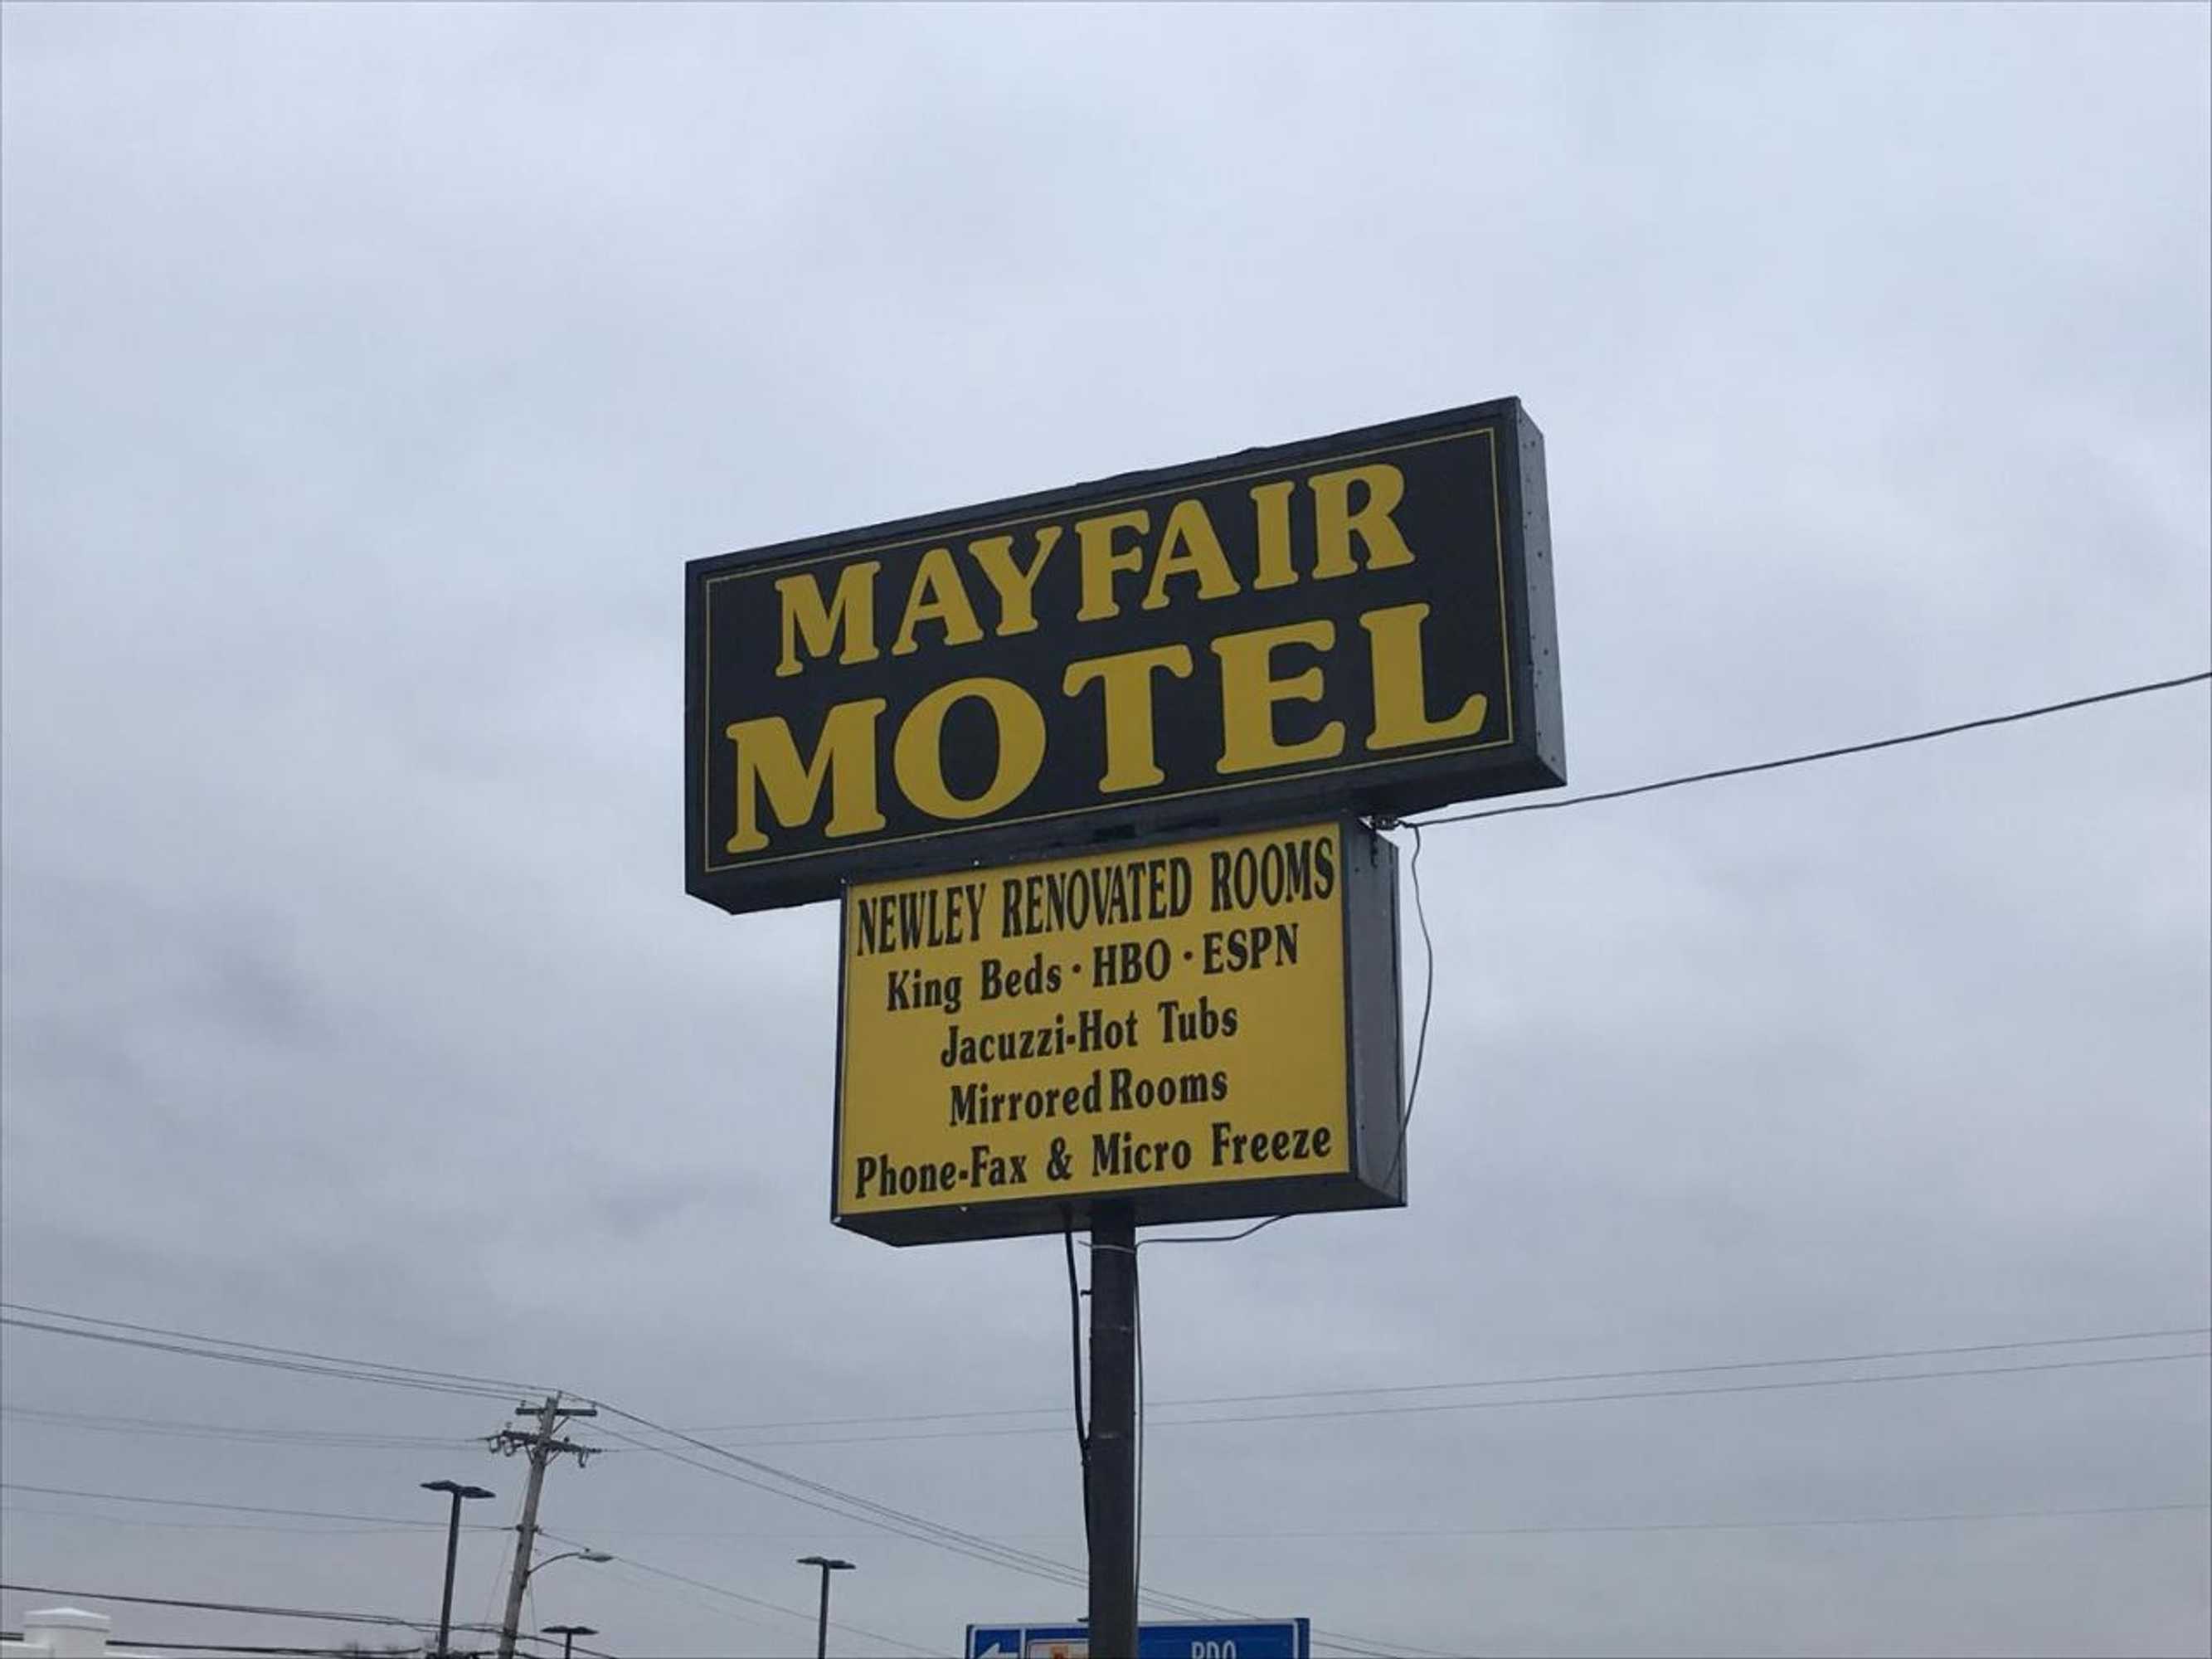 MAYFAIR
MOTEL
NEWLEY RENOVATED ROOMS
King Beds · HBO · ESPN
Jacuzzi-Hot Tubs
Mirrored Rooms
Phone-Fax & Micro Freeze